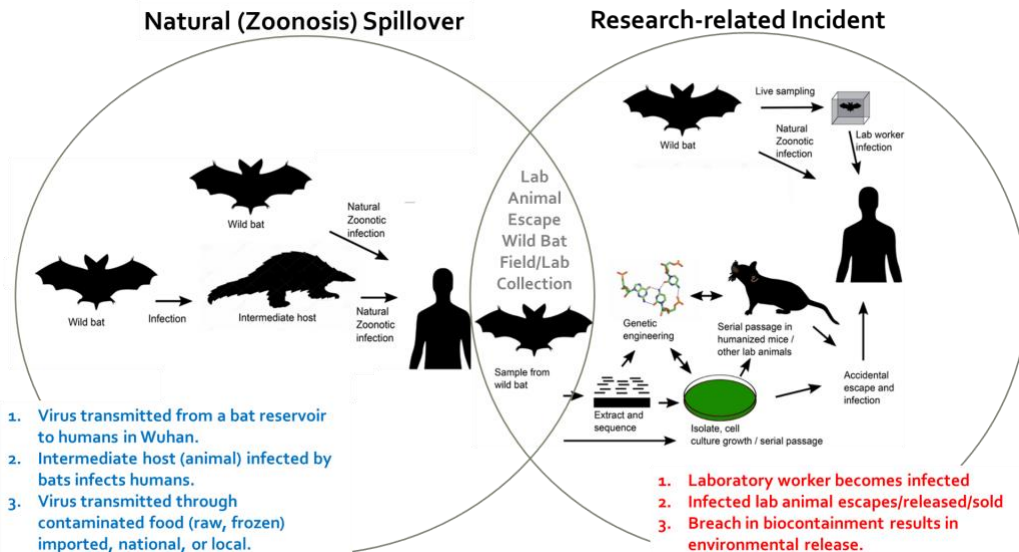 Natural (Zoonosis) Spillover
Research-related Incident
Wild bat
Natural
Zoonotic
infection
Wild bat
Infection
Intermediate host
Natural
Zoonotic
infection
1. Virus transmitted from a bat reservoir
to humans in Wuhan.
2. Intermediate host (animal) infected by
bats infects humans.
3. Virus transmitted through
contaminated food (raw, frozen)
imported, national, or local.
Lab
Animal
Escape
Wild Bat
Field/Lab
Collection
Sample from
wild bat
Live sampling
Wild bat
Natural
Zoonotic
infection
Lab worker
infection
Genetic
engineering
Serial passage in
humanized mice /
other lab animals
Extract and
sequence
Isolate, cell
culture growth / serial passage
Accidental
escape and
infection
1. Laboratory worker becomes infected
2. Infected lab animal escapes/released/sold
3. Breach in biocontainment results in
environmental release.